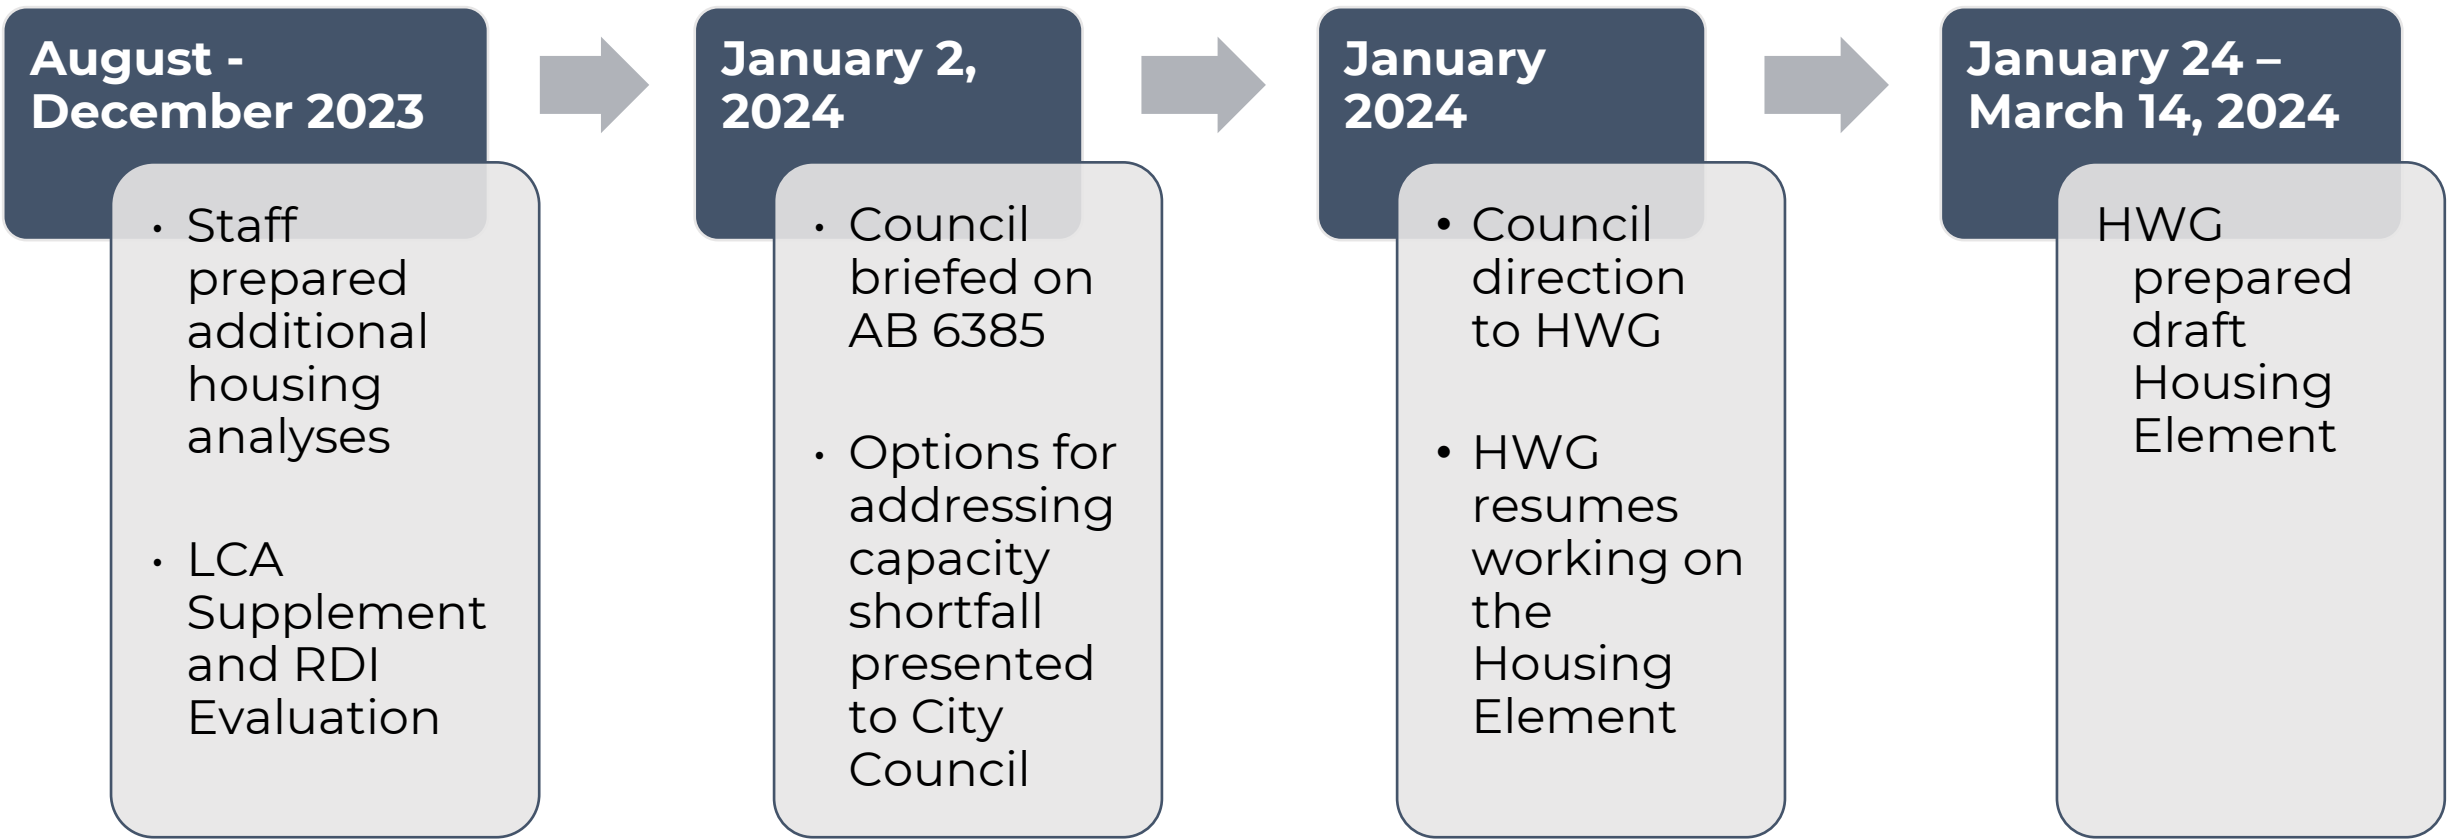 August -
December 2023
• Staff
prepared
additional
housing
analyses
• LCA
Supplement
and RDI
Evaluation
January 2,
2024
• Council
briefed on
AB 6385
• Options for
addressing
capacity
shortfall
presented
to City
Council
January
2024
• Council
direction
to HWG
• HWG
resumes
working on
the
Housing
Element
January 24 –
March 14, 2024
HWG
prepared
draft
Housing
Element